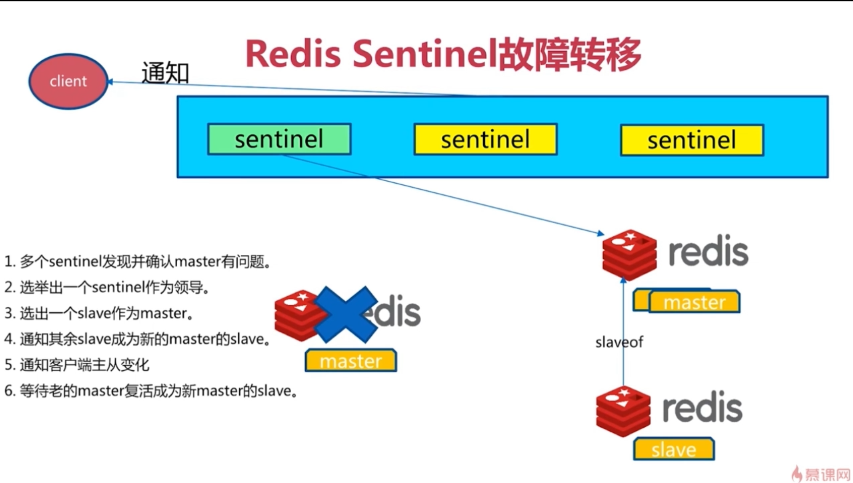 Redis Sentinel故障转移
client
通知
sentinel
sentinel
sentinel
1. 多个sentinel发现并确认master有问题。
2. 选举出一个sentinel作为领导。
3. 选出一个slave作为master。
4. 通知其余slave成为新的master的slave。
5. 通知客户端主从变化
6. 等待老的master复活成为新master的slave。
edis
master
redis
master
slaveof
redis
slave
慕课网